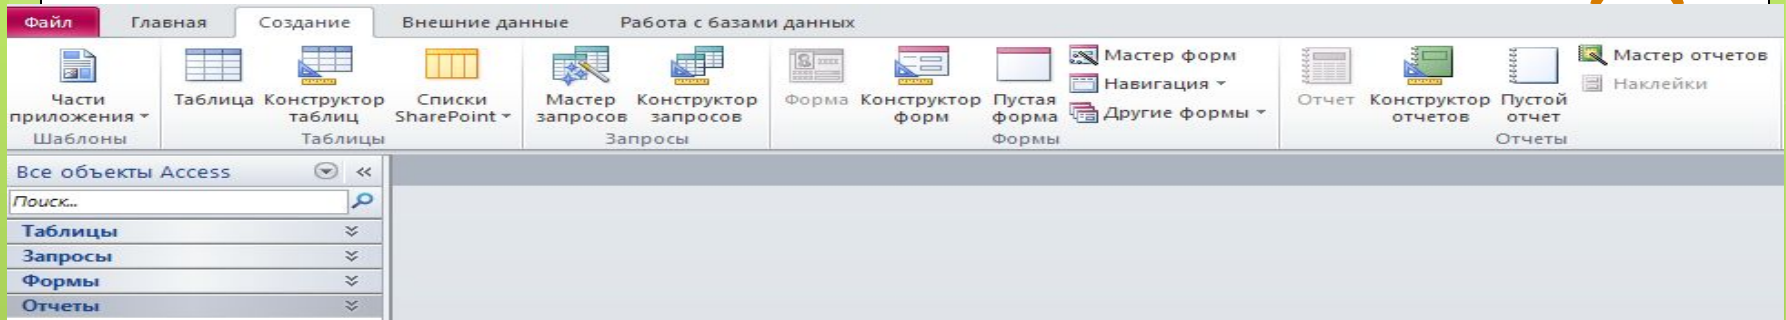 Файл Главная Создание Внешние данные Работа с базами данных
Части приложения
Таблица
Конструктор таблиц
Списки SharePoint
Мастер запросов
Конструктор запросов
Форма
Конструктор форм
Пустая форма
Мастер форм
Навигация
Другие формы
Отчет
Конструктор отчетов
Пустой отчет
Мастер отчетов
Наклейки
Шаблоны Таблицы Запросы Формы Отчеты
Все объекты Access
Поиск...
Таблицы
Запросы
Формы
Отчеты